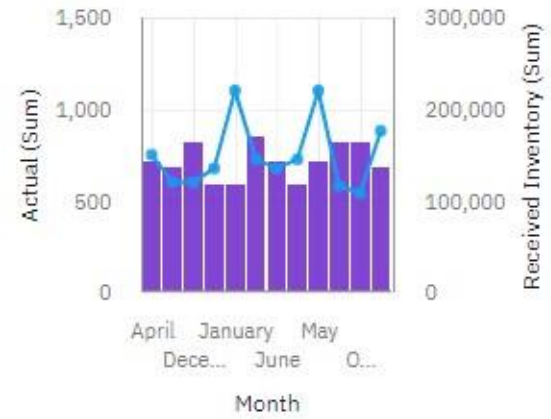 1,500
1,000
500
0
Actual (Sum)
300,000
200,000
100,000
0
Received Inventory (Sum)
April January May
Dece... June O...
Month